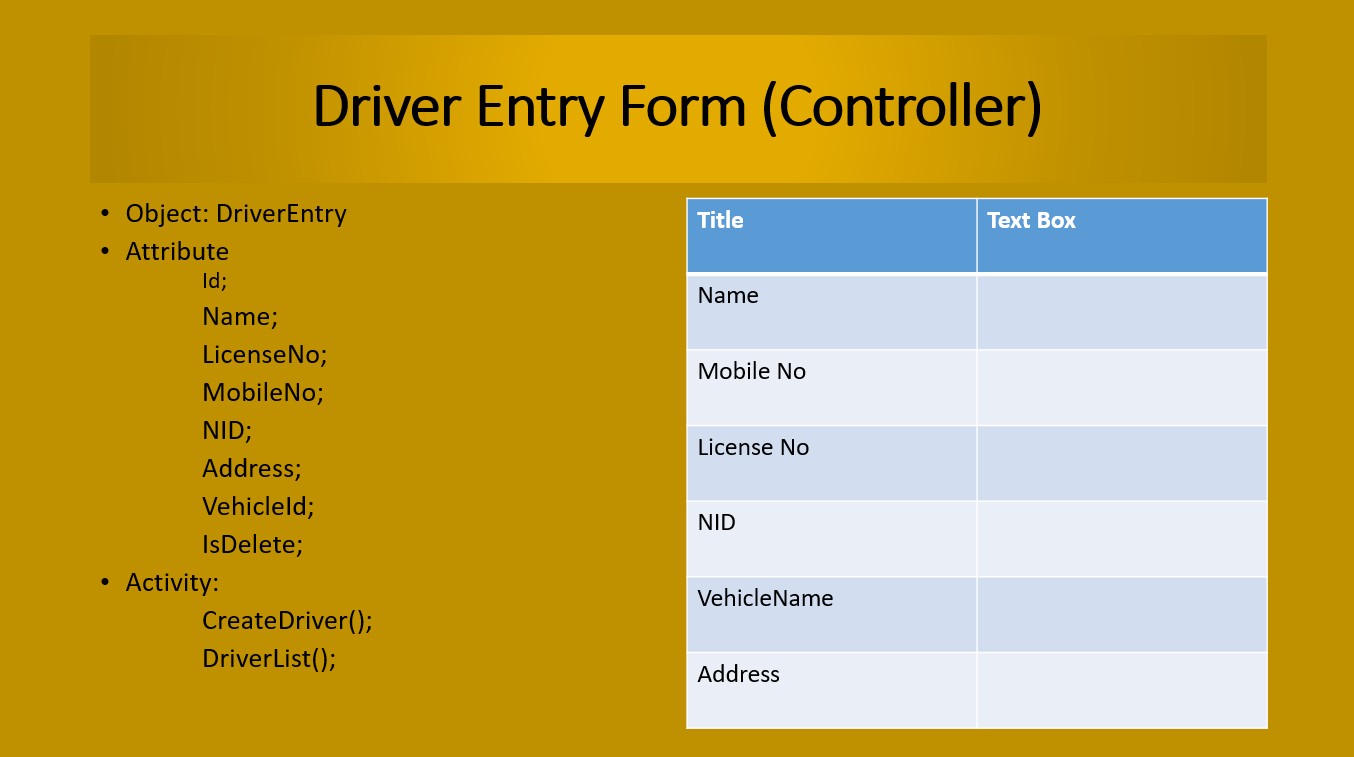 Driver Entry Form (Controller)
• Object: DriverEntry
• Attribute
Id;
Name;
LicenseNo;
MobileNo;
NID;
Address;
VehicleId;
IsDelete;
• Activity:
CreateDriver();
DriverList();
Title Text Box
Name
Mobile No
License No
NID
VehicleName
Address